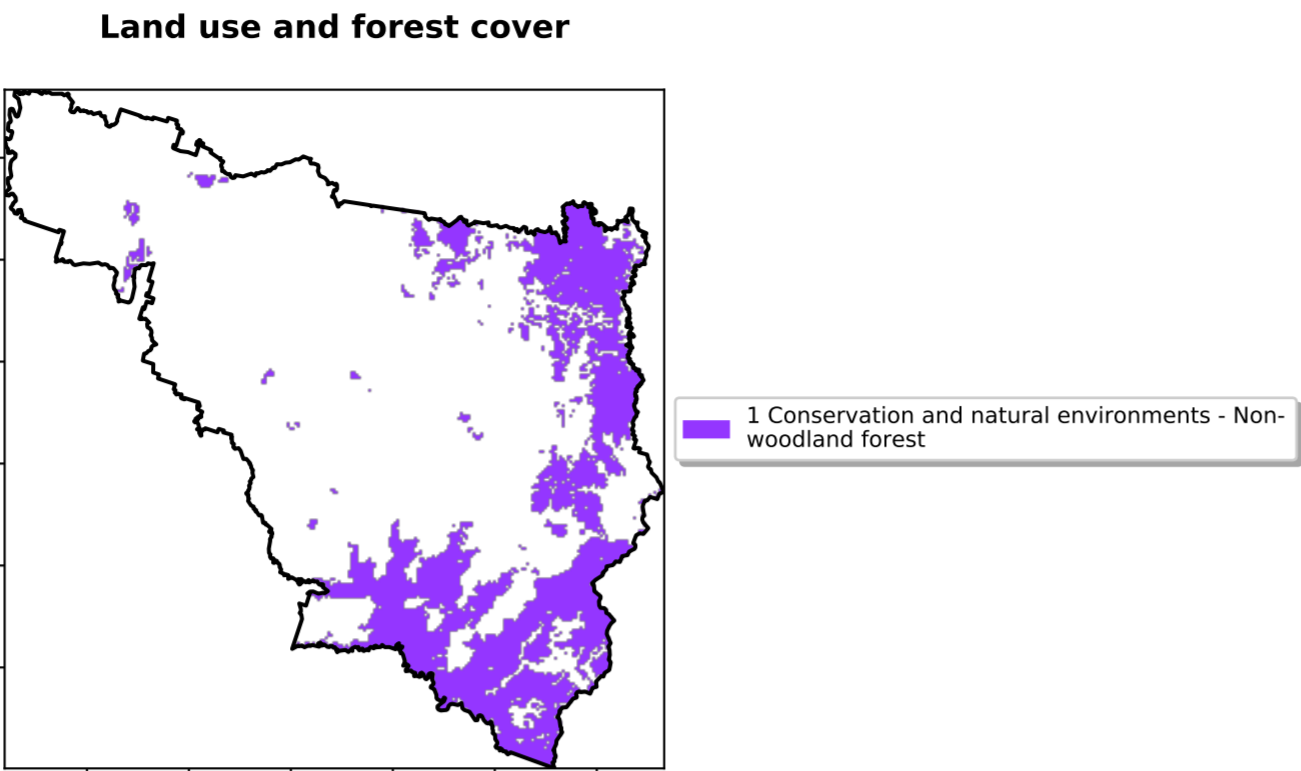 Land use and forest cover
1 Conservation and natural environments - Non-
woodland forest